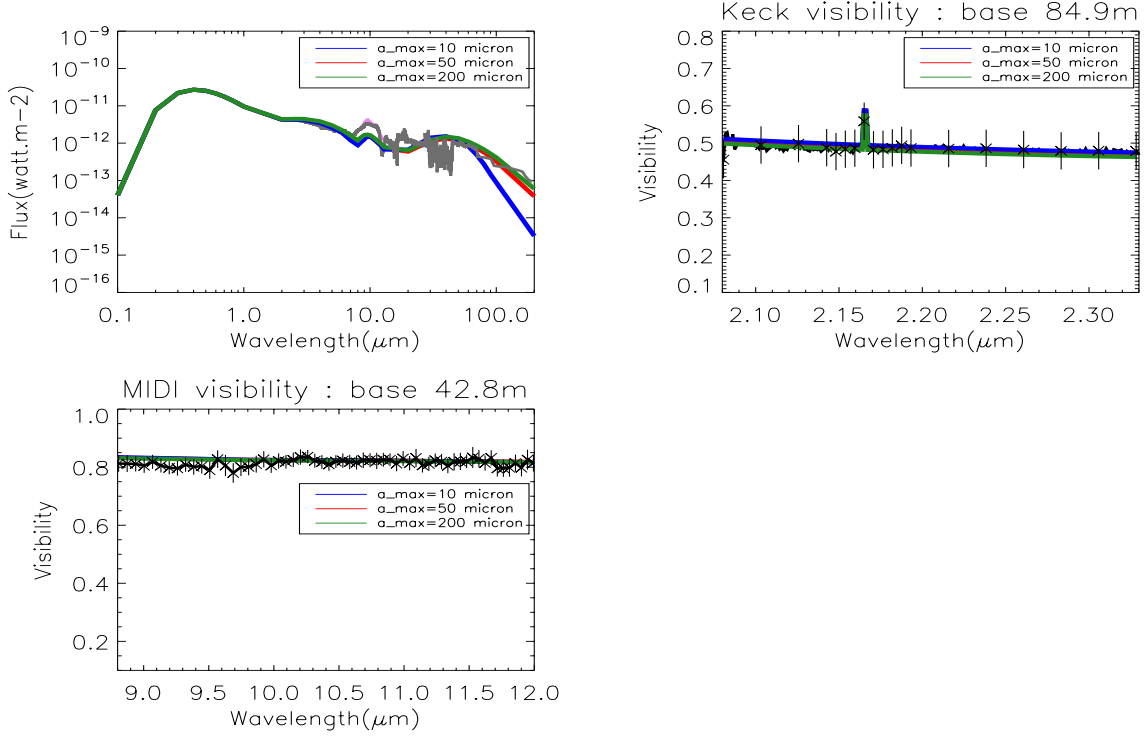 Keck visibility : base 84.9m
10⁻⁹
10⁻¹⁰
10⁻¹¹
10⁻¹²
10⁻¹³
10⁻¹⁴
10⁻¹⁵
10⁻¹⁶
Flux(watt.m−2)
a_max=10 micron
a_max=50 micron
a_max=200 micron
0.1 1.0 10.0 100.0
Wavelength(μm)
0.8
0.7
0.6
0.5
0.4
0.3
0.2
0.1
Visibility
a_max=10 micron
a_max=50 micron
a_max=200 micron
2.10 2.15 2.20 2.25 2.30
Wavelength(μm)
MIDI visibility : base 42.8m
1.0
0.8
0.6
0.4
0.2
Visibility
a_max=10 micron
a_max=50 micron
a_max=200 micron
9.0 9.5 10.0 10.5 11.0 11.5 12.0
Wavelength(μm)